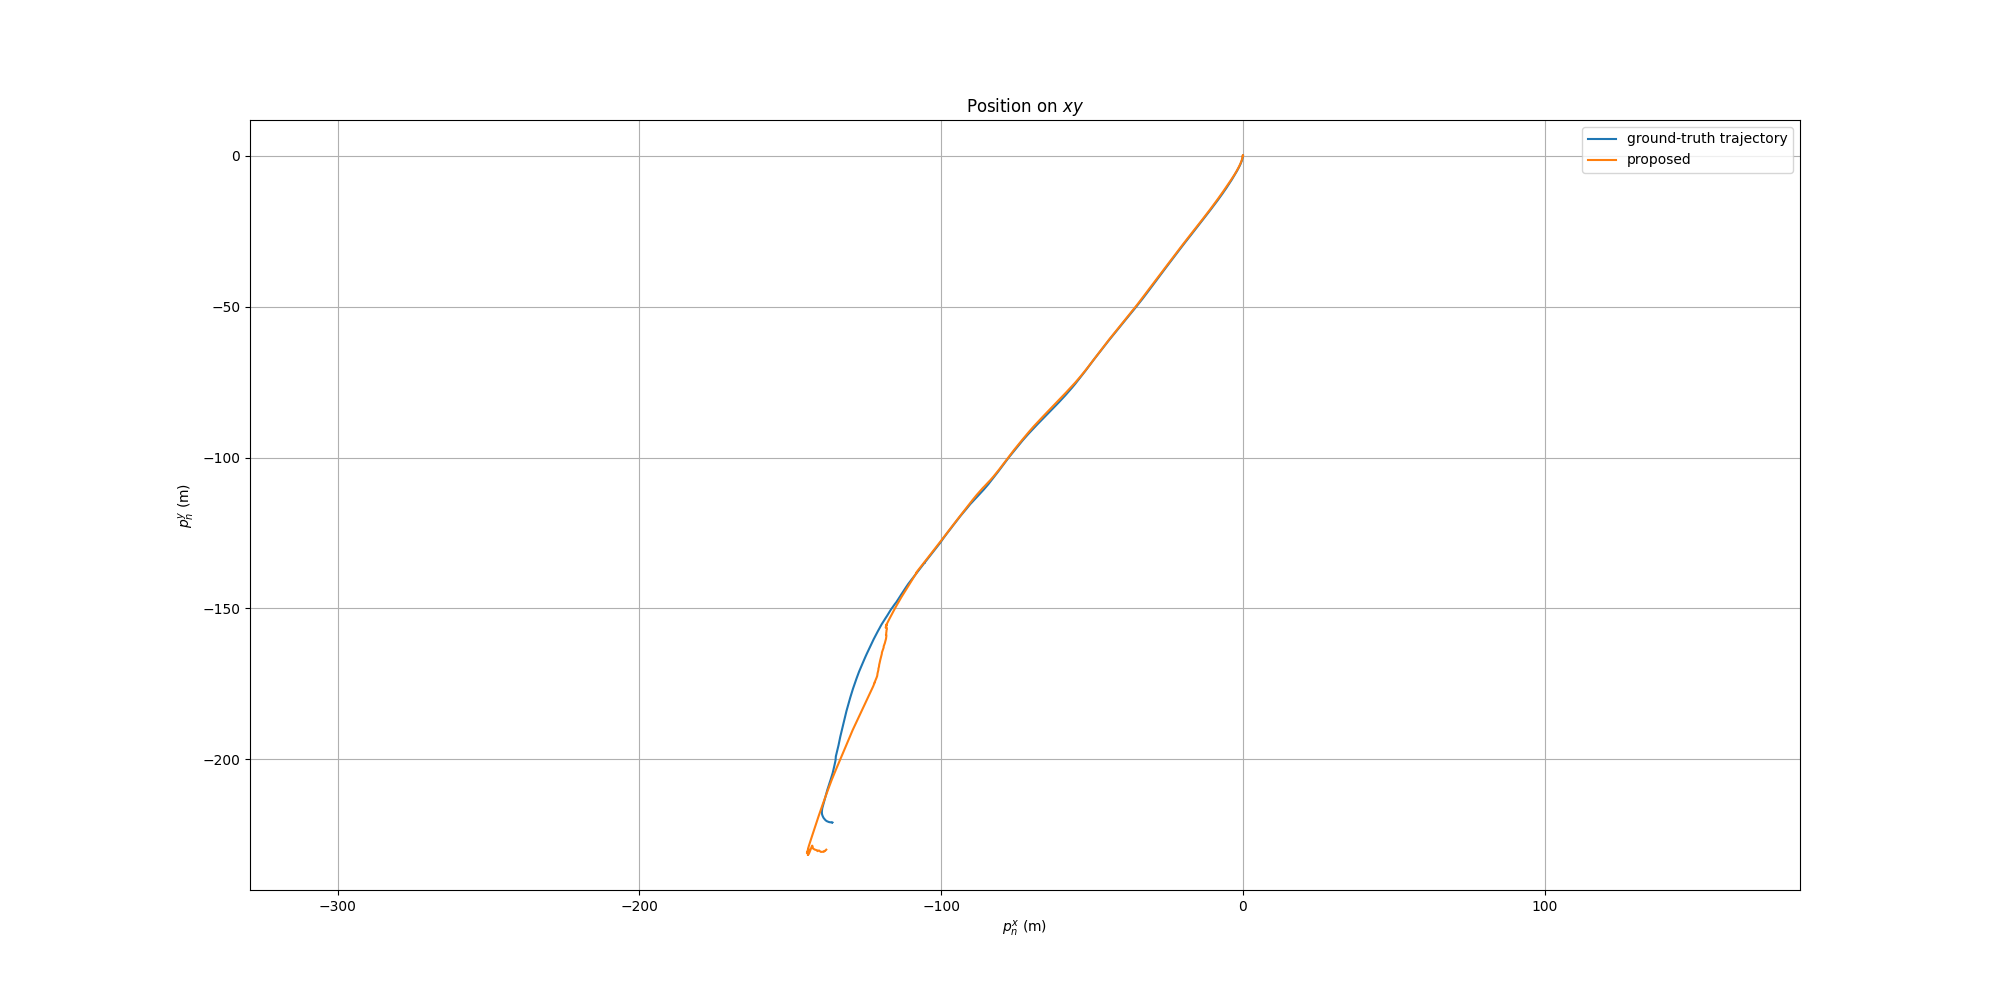 Position on xy
ground-truth trajectory
proposed
0
−50
−100
−150
−200
p_n^y (m)
−300
−200
−100
0
100
p_n^x (m)